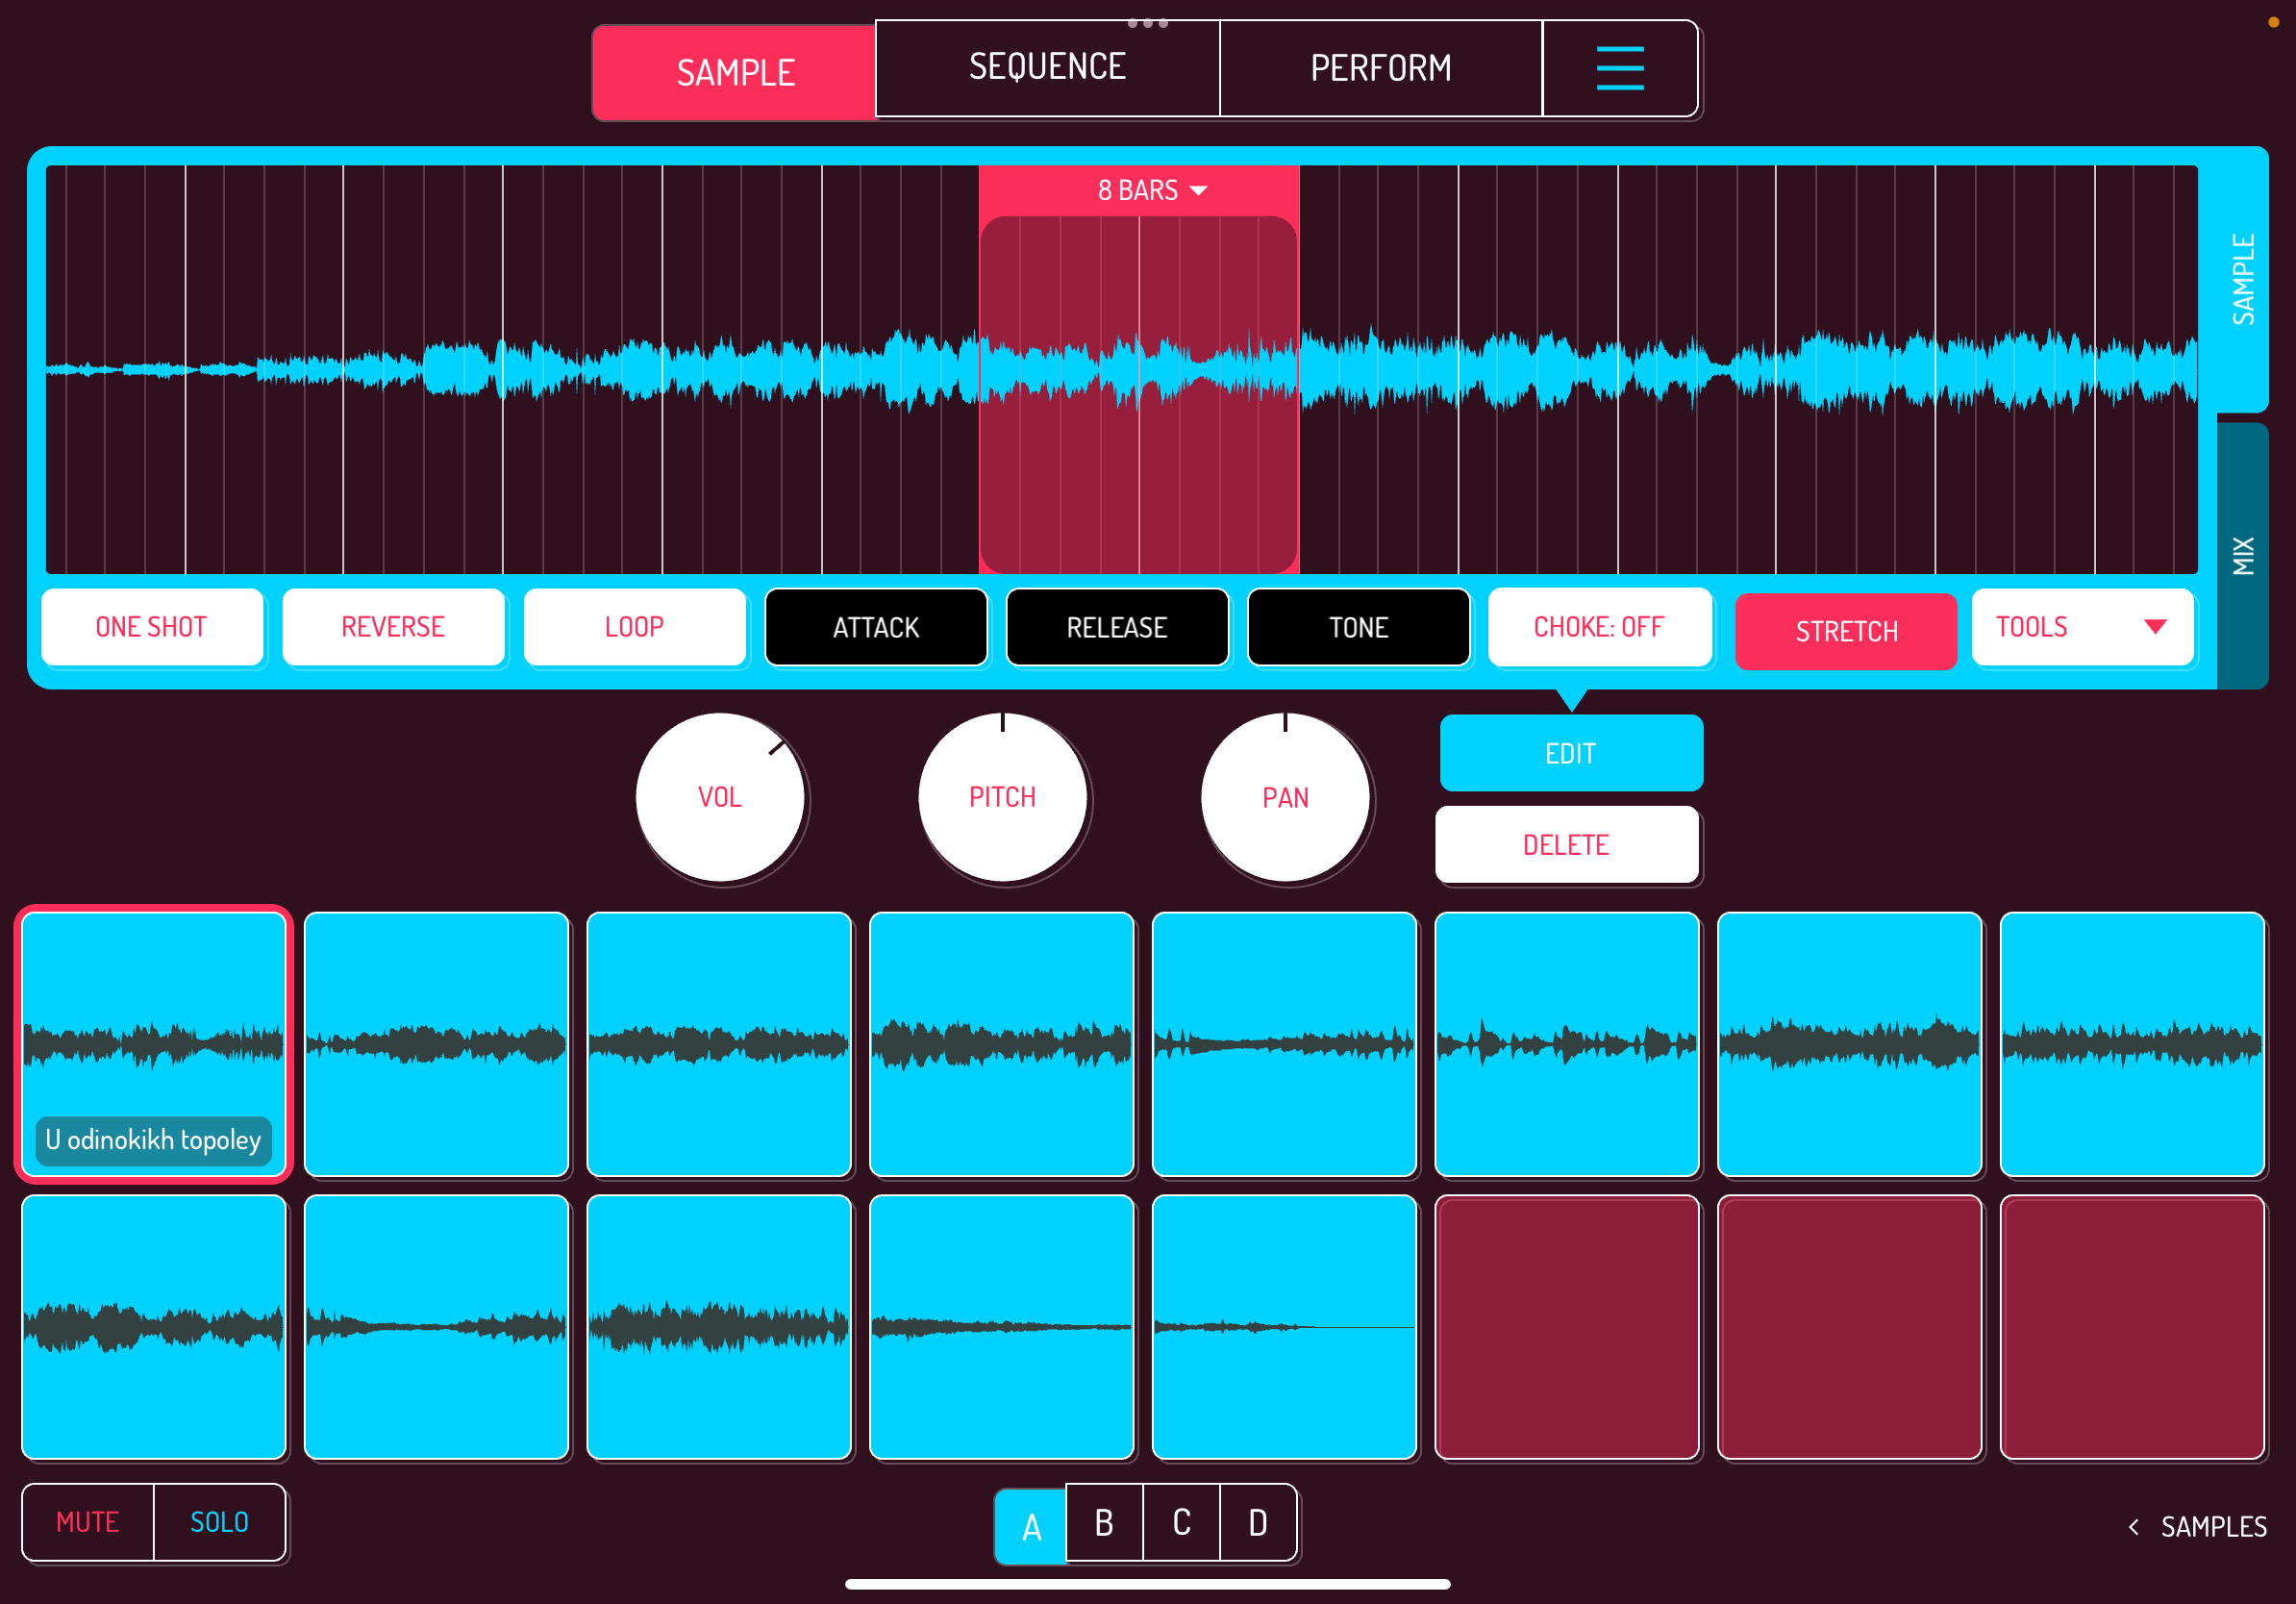 SAMPLE
SEQUENCE
PERFORM
8 BARS
SAMPLE
MIX
ONE SHOT
REVERSE
LOOP
ATTACK
RELEASE
TONE
CHOKE: OFF
STRETCH
TOOLS
VOL
PITCH
PAN
EDIT
DELETE
U odinokikh topoley
MUTE
SOLO
A
B
C
D
< SAMPLES